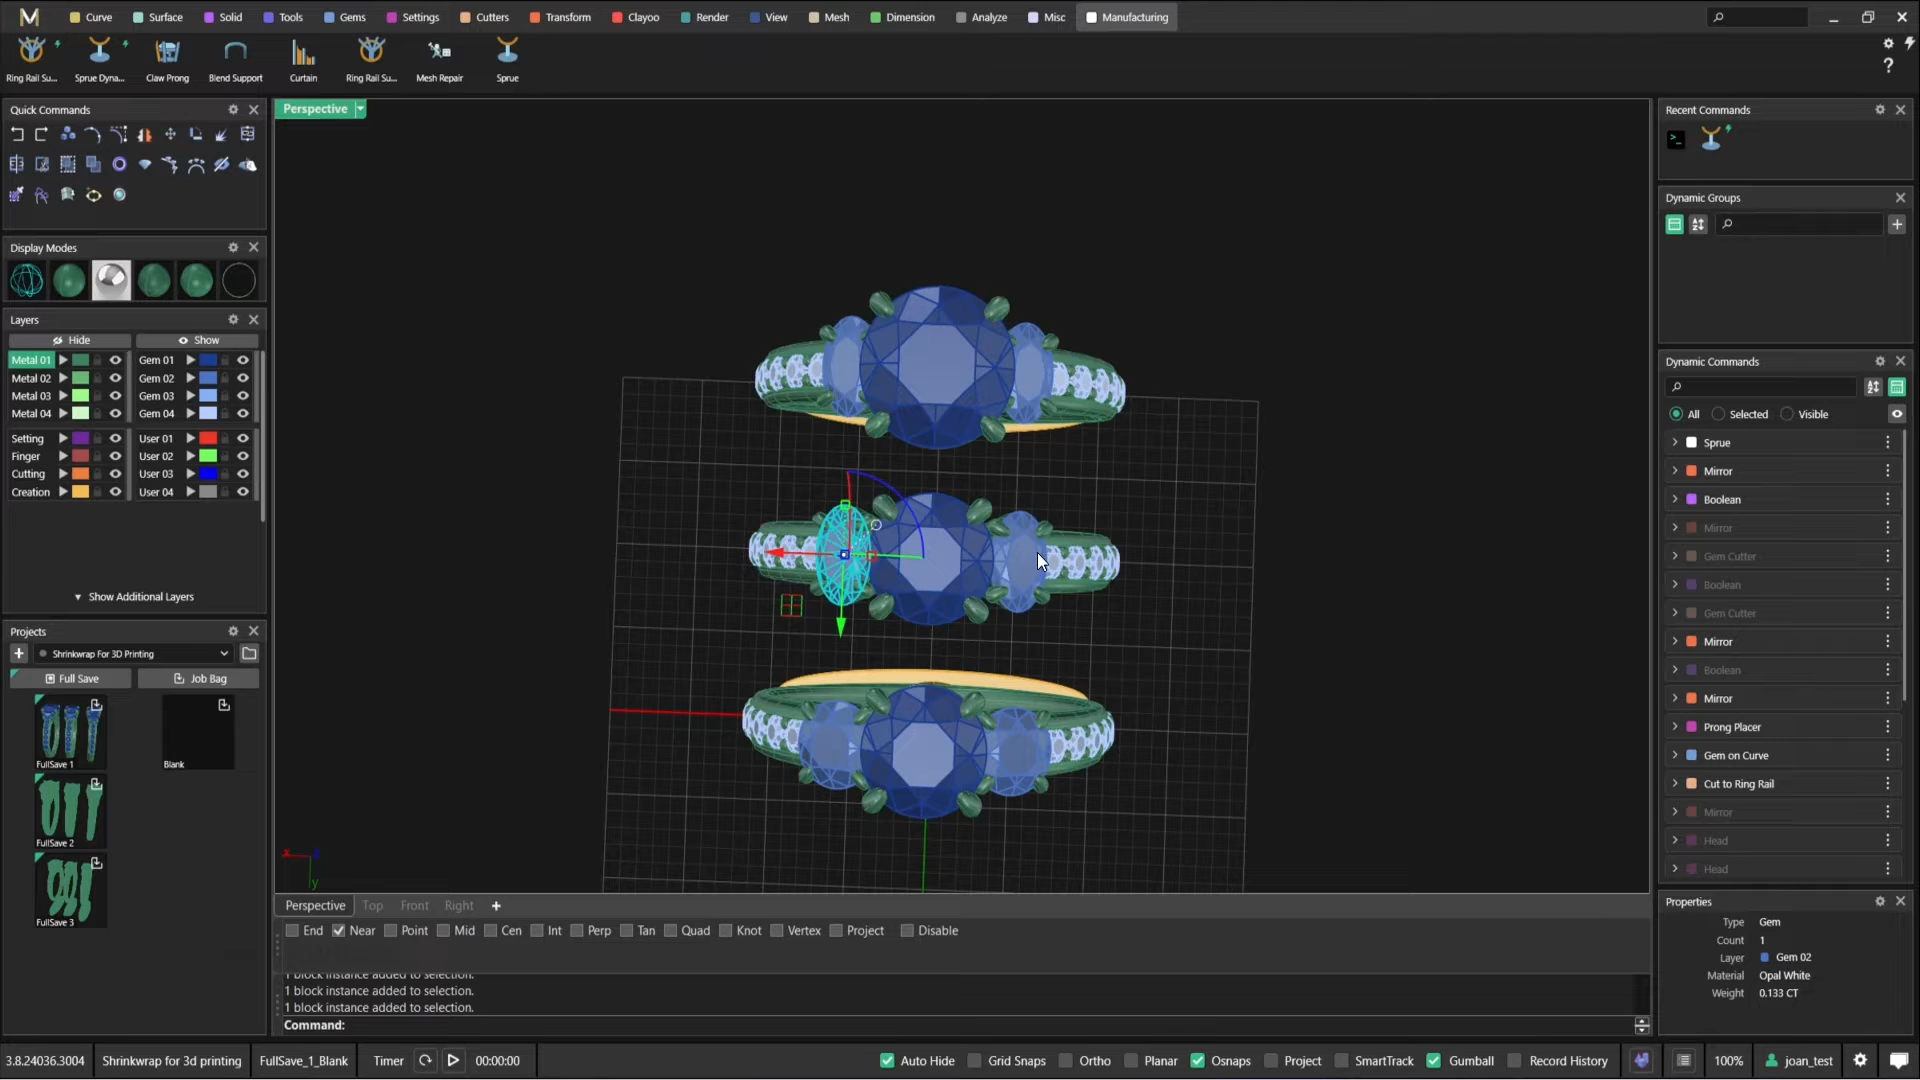 Curve Surface Solid Tools Gems Settings Cutters Transform Clayoo Render View Mesh Dimension Analyze Misc Manufacturing
Ring Rail Su... Sprue Dyna... Claw Prong Blend Support Curtain Ring Rail Su... Mesh Repair Sprue
Quick Commands
Display Modes
Layers
Hide Show
Metal 01 Gem 01
Metal 02 Gem 02
Metal 03 Gem 03
Metal 04 Gem 04
Setting User 01
Finger User 02
Cutting User 03
Creation User 04
Show Additional Layers
Projects
Shrinkwrap For 3D Printing
Full Save Job Bag
FullSave 1 Blank
FullSave 2
FullSave 3
Perspective
x
y
Perspective Top Front Right +
End Near Point Mid Cen Int Perp Tan Quad Knot Vertex Project Disable
1 block instance added to selection.
1 block instance added to selection.
1 block instance added to selection.
Command:
Recent Commands
Dynamic Groups
Dynamic Commands
All Selected Visible
Sprue
Mirror
Boolean
Mirror
Gem Cutter
Boolean
Gem Cutter
Mirror
Boolean
Mirror
Prong Placer
Gem on Curve
Cut to Ring Rail
Mirror
Head
Head
Properties
Type Gem
Count 1
Layer Gem 02
Material Opal White
Weight 0.133 CT
3.8.24036.3004 Shrinkwrap for 3d printing FullSave_1_Blank Timer 00:00:00 Auto Hide Grid Snaps Ortho Planar Osnaps Project SmartTrack Gumball Record History 100% joan_test